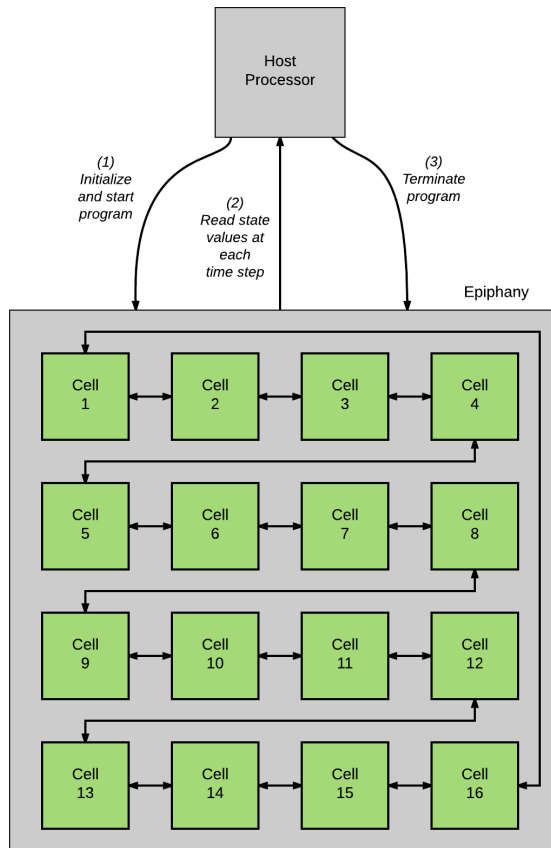 Host
Processor
(1)
Initialize
and start
program
(2)
Read state
values at
each
time step
(3)
Terminate
program
Epiphany
Cell
1
Cell
2
Cell
3
Cell
4
Cell
5
Cell
6
Cell
7
Cell
8
Cell
9
Cell
10
Cell
11
Cell
12
Cell
13
Cell
14
Cell
15
Cell
16